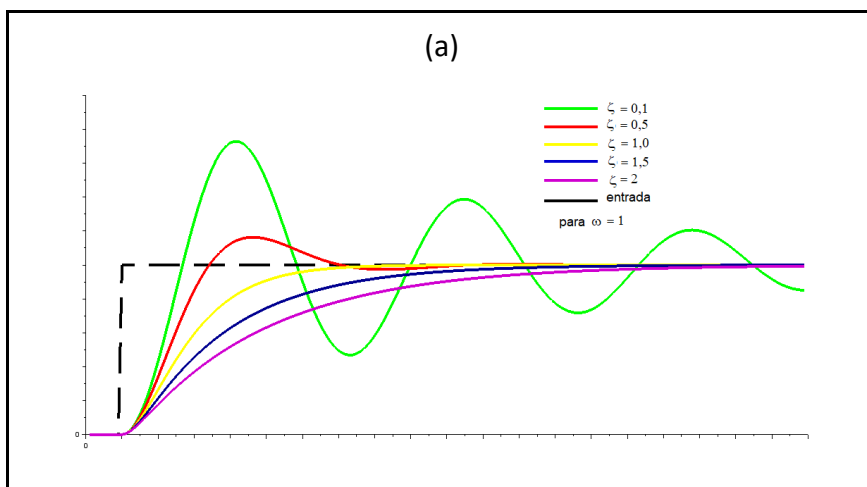 (a)
ζ = 0,1
ζ = 0,5
ζ = 1,0
ζ = 1,5
ζ = 2
entrada
para ω = 1
0
0